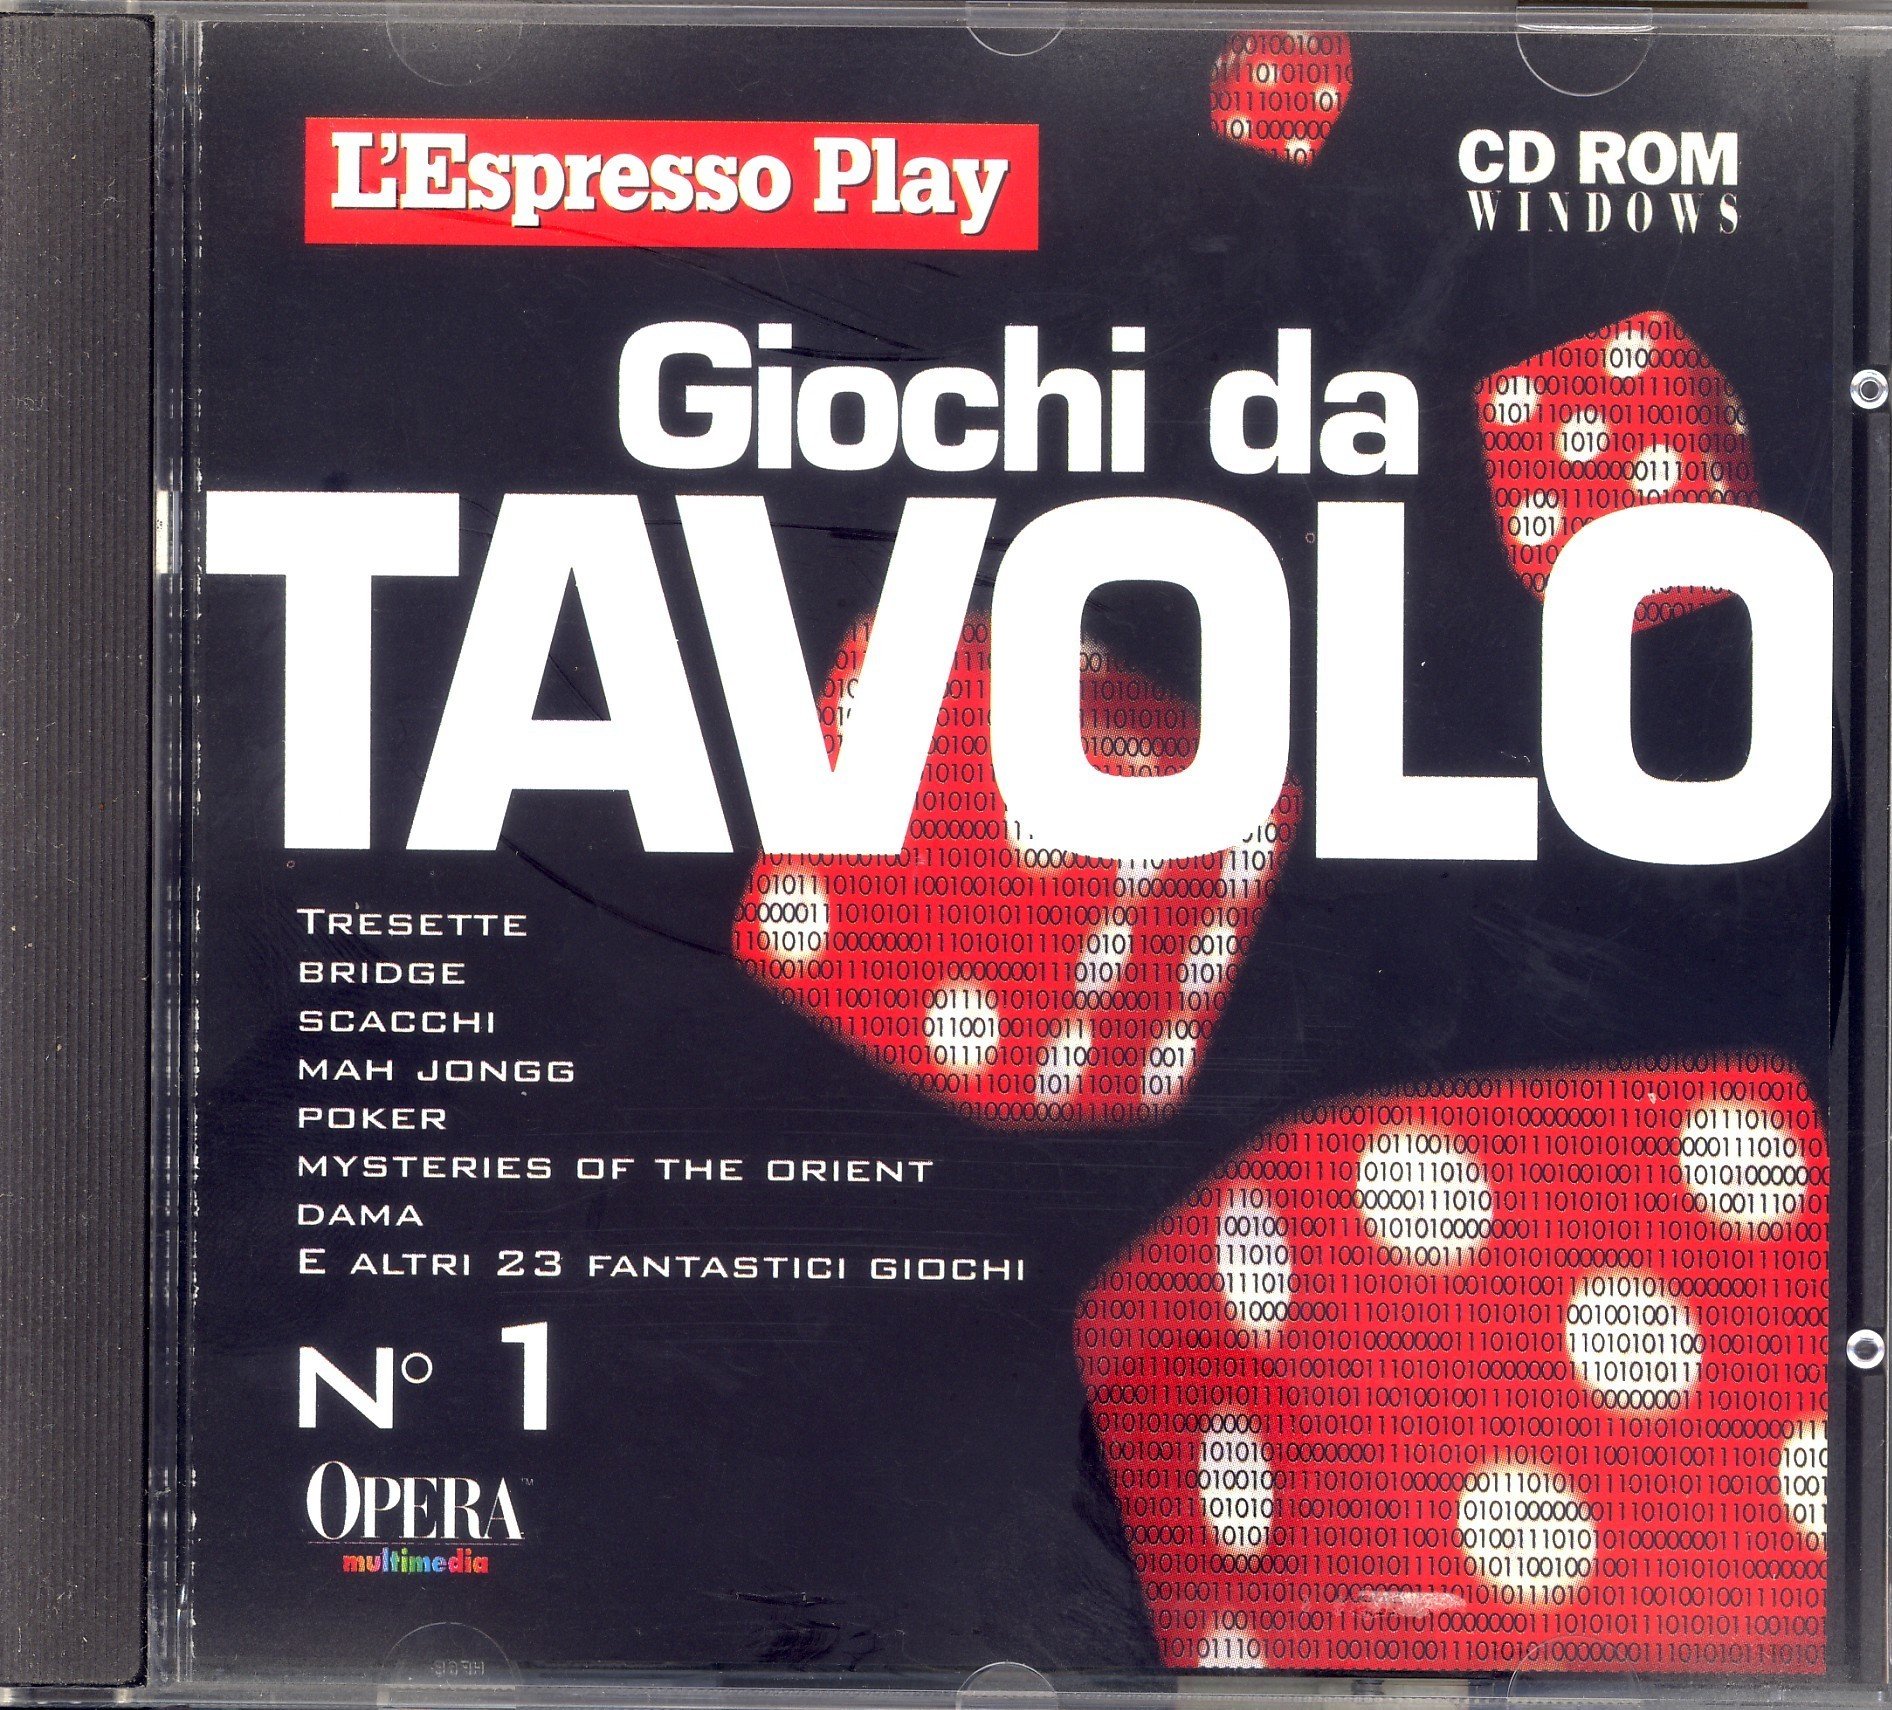 L'Espresso Play
CD ROM
WINDOWS
Giochi da
TAVOLO
TRESETTE
BRIDGE
SCACCHI
MAH JONGG
POKER
MYSTERIES OF THE ORIENT
DAMA
E ALTRI 23 FANTASTICI GIOCHI
N° 1
OPERA™
multimedia